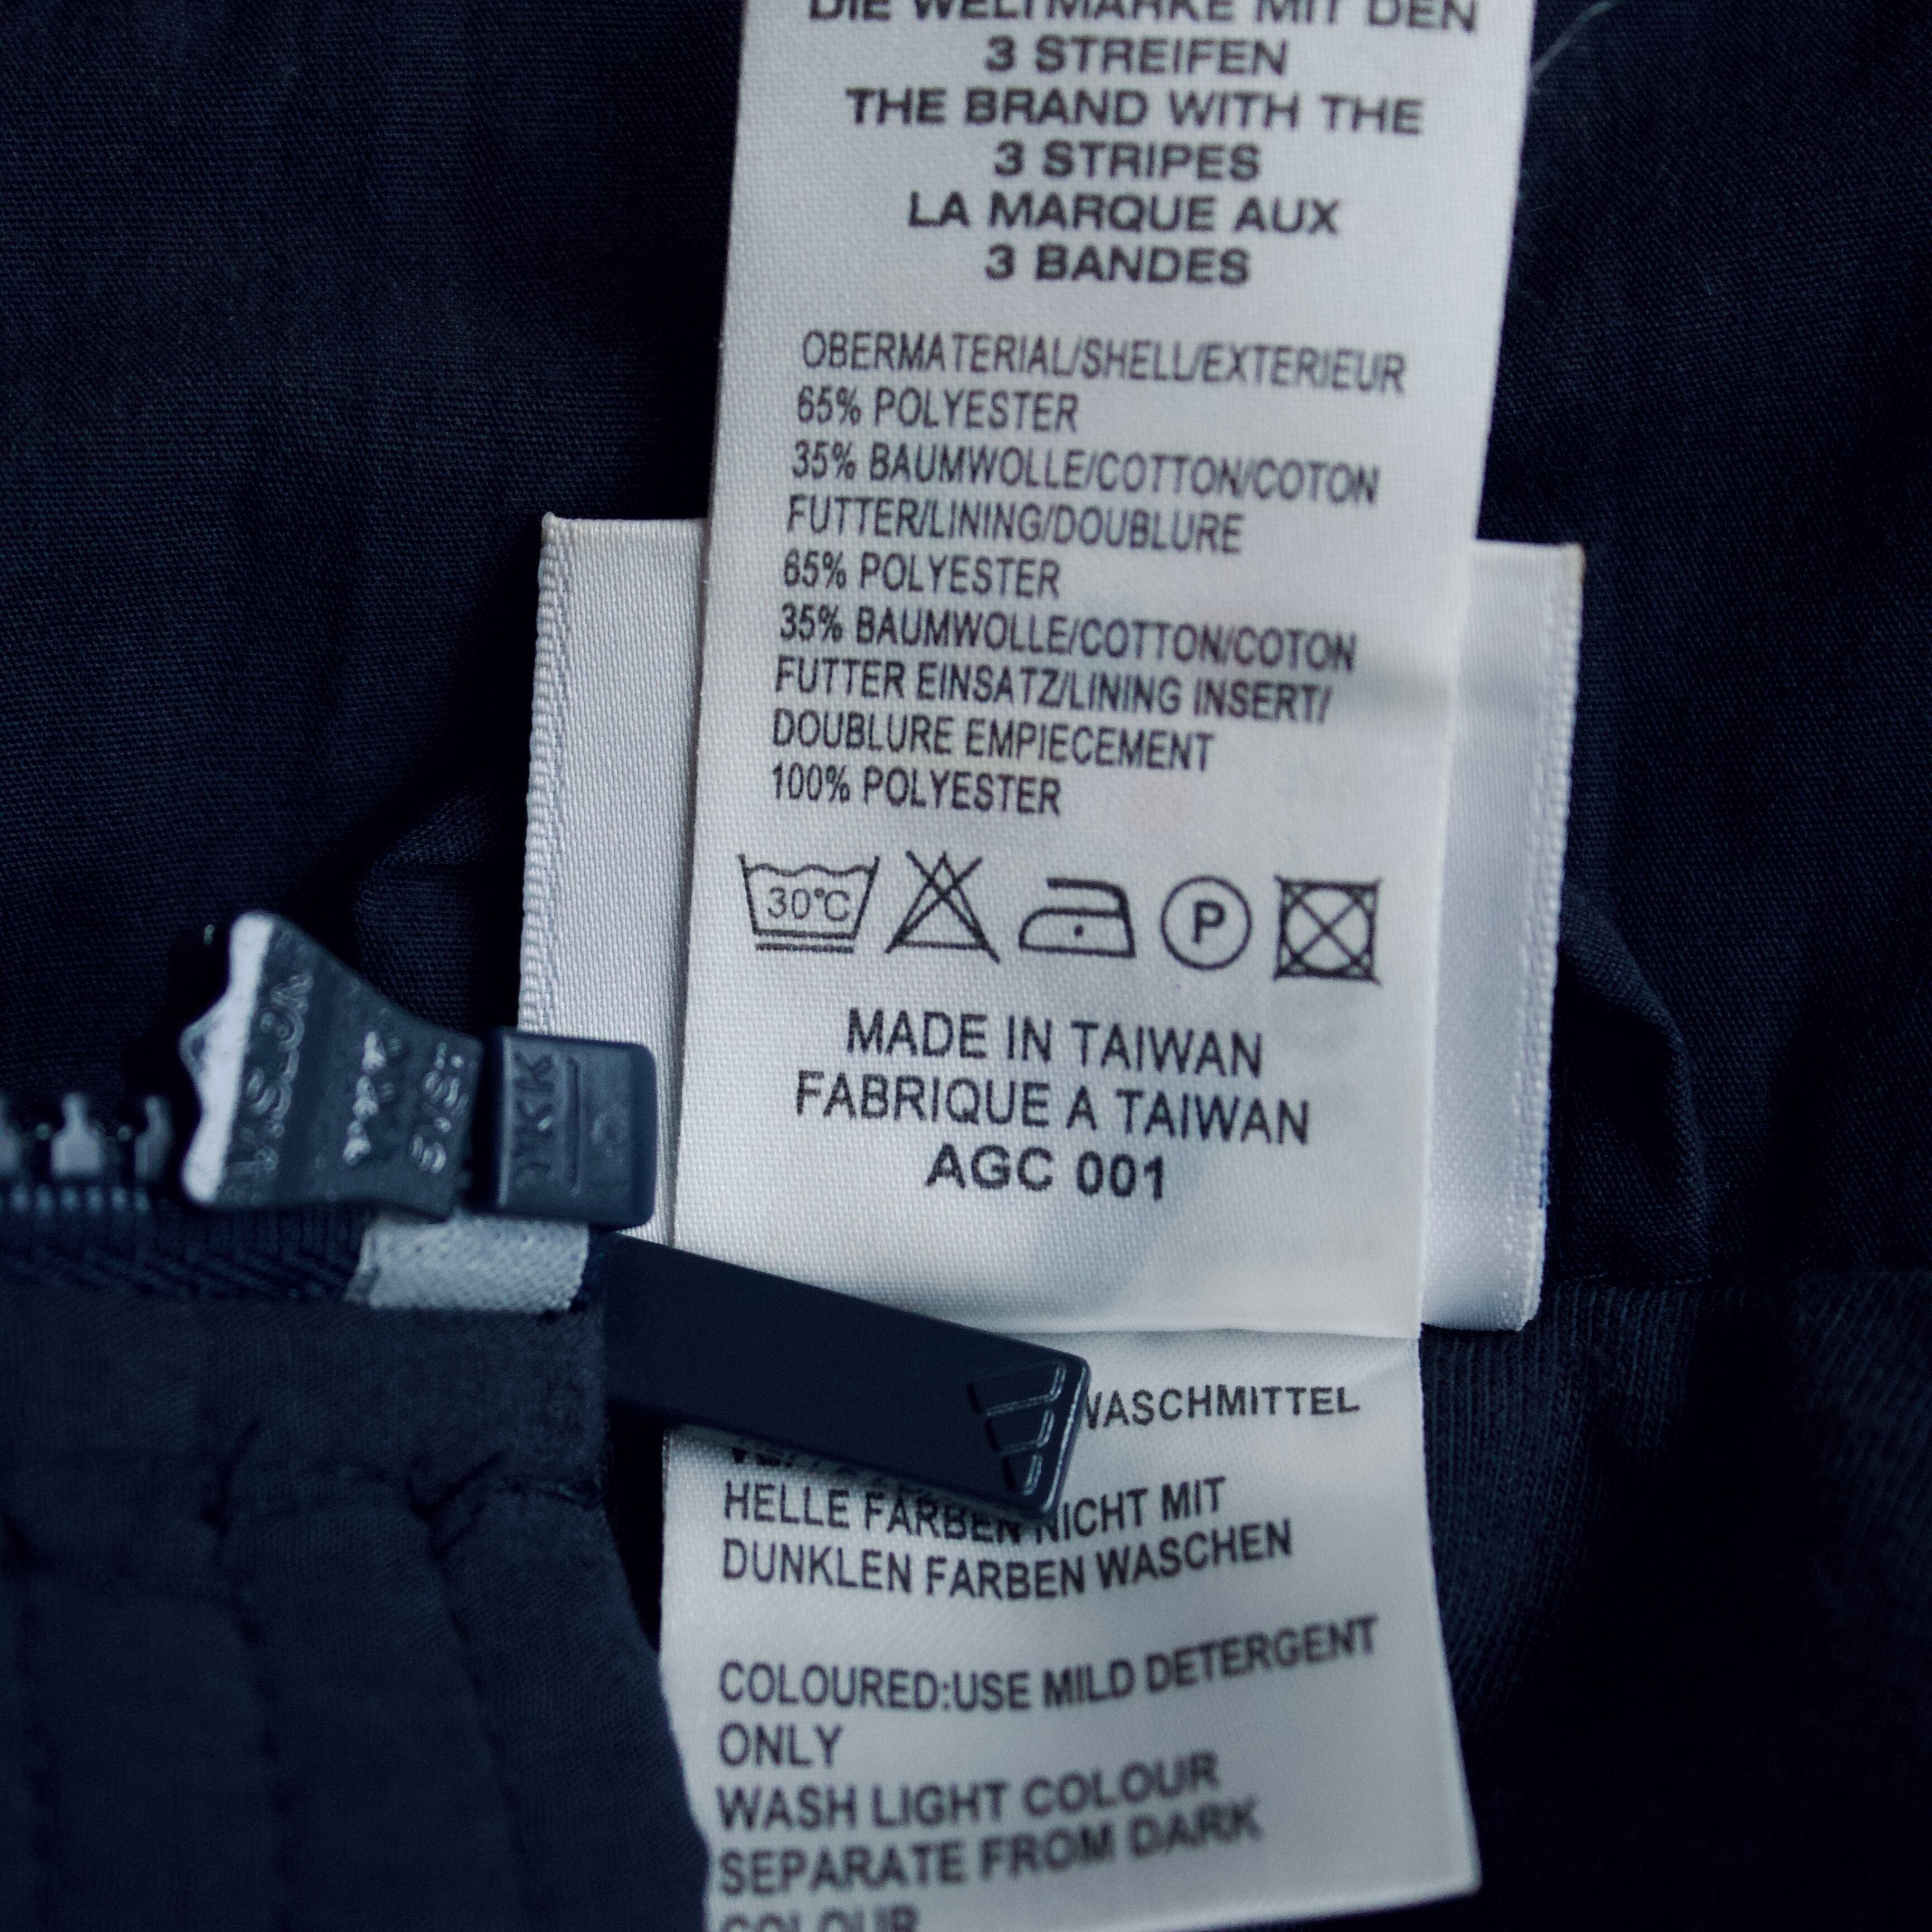 DIE WELTMARKE MIT DEN
3 STREIFEN
THE BRAND WITH THE
3 STRIPES
LA MARQUE AUX
3 BANDES
OBERMATERIAL/SHELL/EXTERIEUR
65% POLYESTER
35% BAUMWOLLE/COTTON/COTON
FUTTER/LINING/DOUBLURE
65% POLYESTER
35% BAUMWOLLE/COTTON/COTON
FUTTER EINSATZ/LINING INSERT/
DOUBLURE EMPIECEMENT
100% POLYESTER
30°C
P
MADE IN TAIWAN
FABRIQUE A TAIWAN
AGC 001
YKK
WASCHMITTEL
HELLE FARBEN NICHT MIT
DUNKLEN FARBEN WASCHEN
COLOURED:USE MILD DETERGENT
ONLY
WASH LIGHT COLOUR
SEPARATE FROM DARK
COLOUR